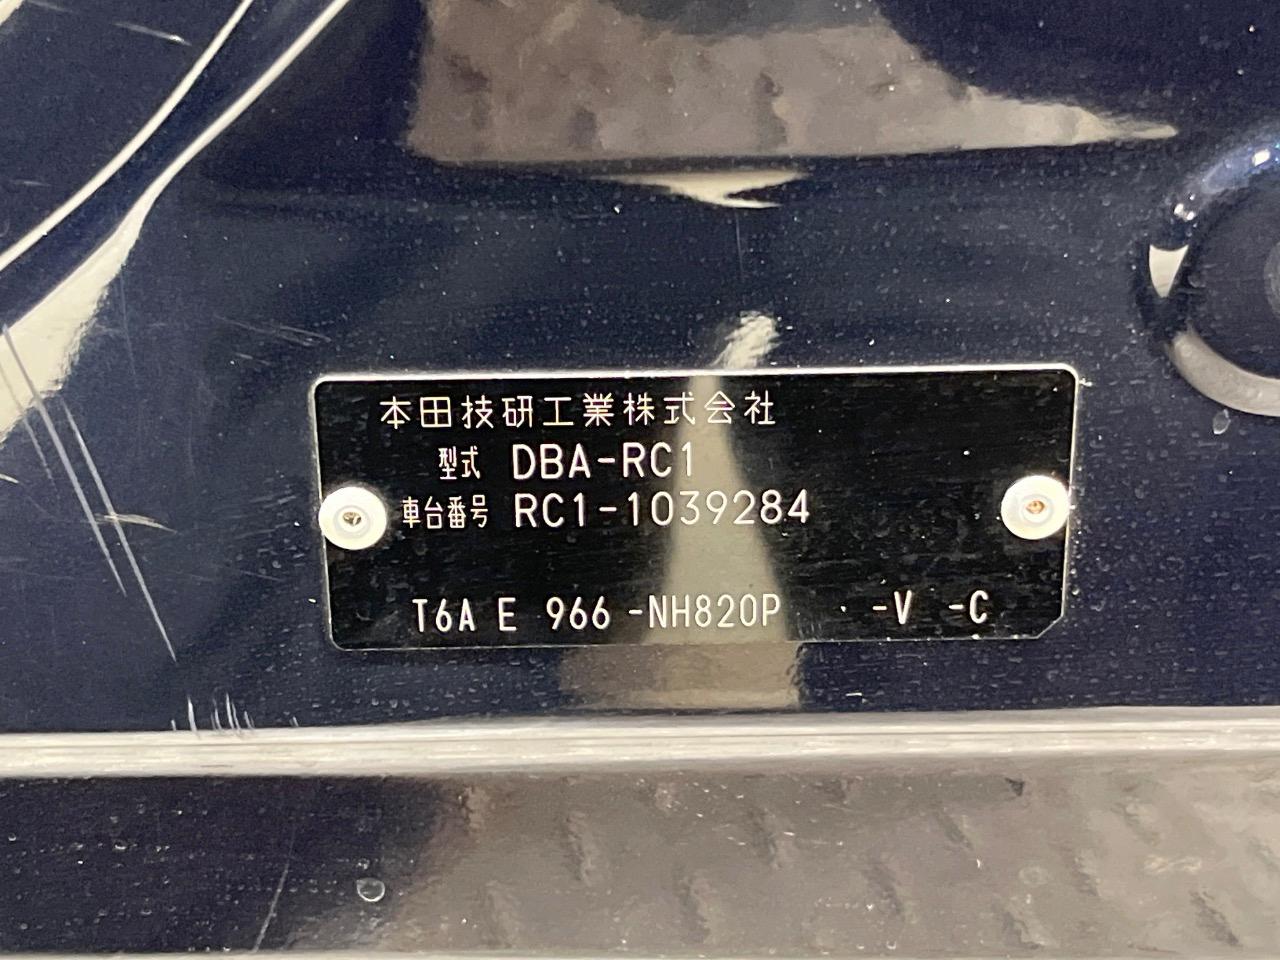 本田技研工業株式会社
型式 DBA-RC1
車台番号 RC1-1039284
T6A E 966 -NH820P -V -C